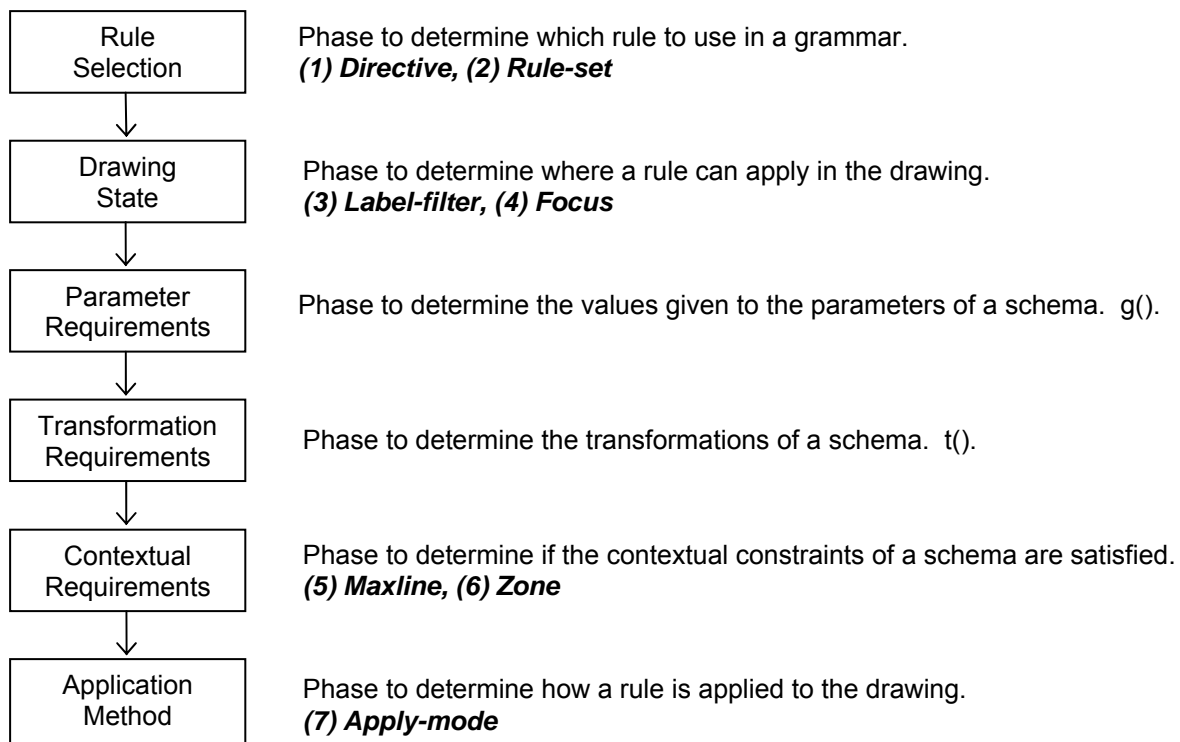 Rule
Selection
Phase to determine which rule to use in a grammar.
(1) Directive, (2) Rule-set
Drawing
State
Phase to determine where a rule can apply in the drawing.
(3) Label-filter, (4) Focus
Parameter
Requirements
Phase to determine the values given to the parameters of a schema.  g().
Transformation
Requirements
Phase to determine the transformations of a schema.  t().
Contextual
Requirements
Phase to determine if the contextual constraints of a schema are satisfied.
(5) Maxline, (6) Zone
Application
Method
Phase to determine how a rule is applied to the drawing.
(7) Apply-mode